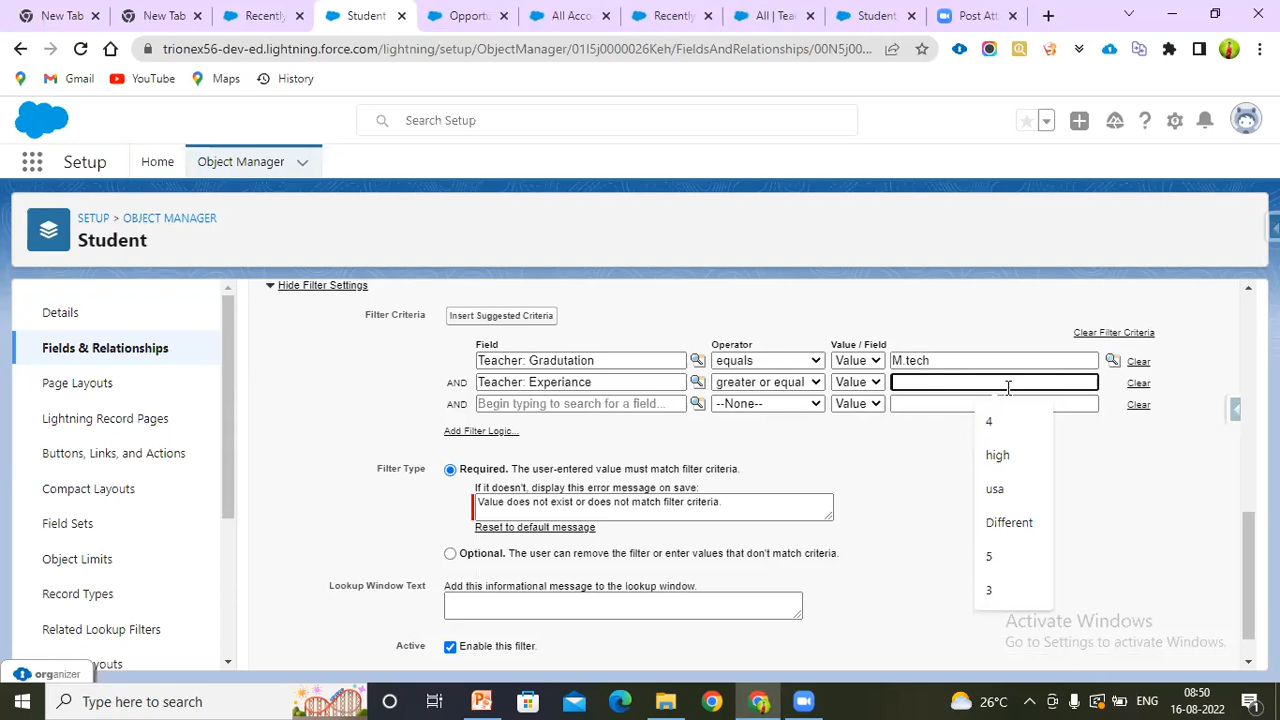 New Tab
New Tab
Recently
Student
Opportu
All Acco
Recently
All | Tea
Student
Post Att
trionex56-dev-ed.lightning.force.com/lightning/setup/ObjectManager/01I5j0000026Keh/FieldsAndRelationships/00N5j00...
Gmail
YouTube
Maps
History
Search Setup
Setup
Home
Object Manager
SETUP > OBJECT MANAGER
Student
Details
Fields & Relationships
Page Layouts
Lightning Record Pages
Buttons, Links, and Actions
Compact Layouts
Field Sets
Object Limits
Record Types
Related Lookup Filters
Hide Filter Settings
Filter Criteria
Insert Suggested Criteria
Clear Filter Criteria
Field Operator Value / Field
Teacher: Gradutation equals Value M.tech Clear
AND Teacher: Experiance greater or equal Value Clear
AND Begin typing to search for a field... --None-- Value Clear
Add Filter Logic...
4
high
usa
Different
5
3
Filter Type Required. The user-entered value must match filter criteria.
If it doesn't, display this error message on save:
Value does not exist or does not match filter criteria.
Reset to default message
Optional. The user can remove the filter or enter values that don't match criteria.
Lookup Window Text Add this informational message to the lookup window.
Active Enable this filter.
Activate Windows
Go to Settings to activate Windows.
organizer
Type here to search
26°C
ENG
08:50
16-08-2022
1